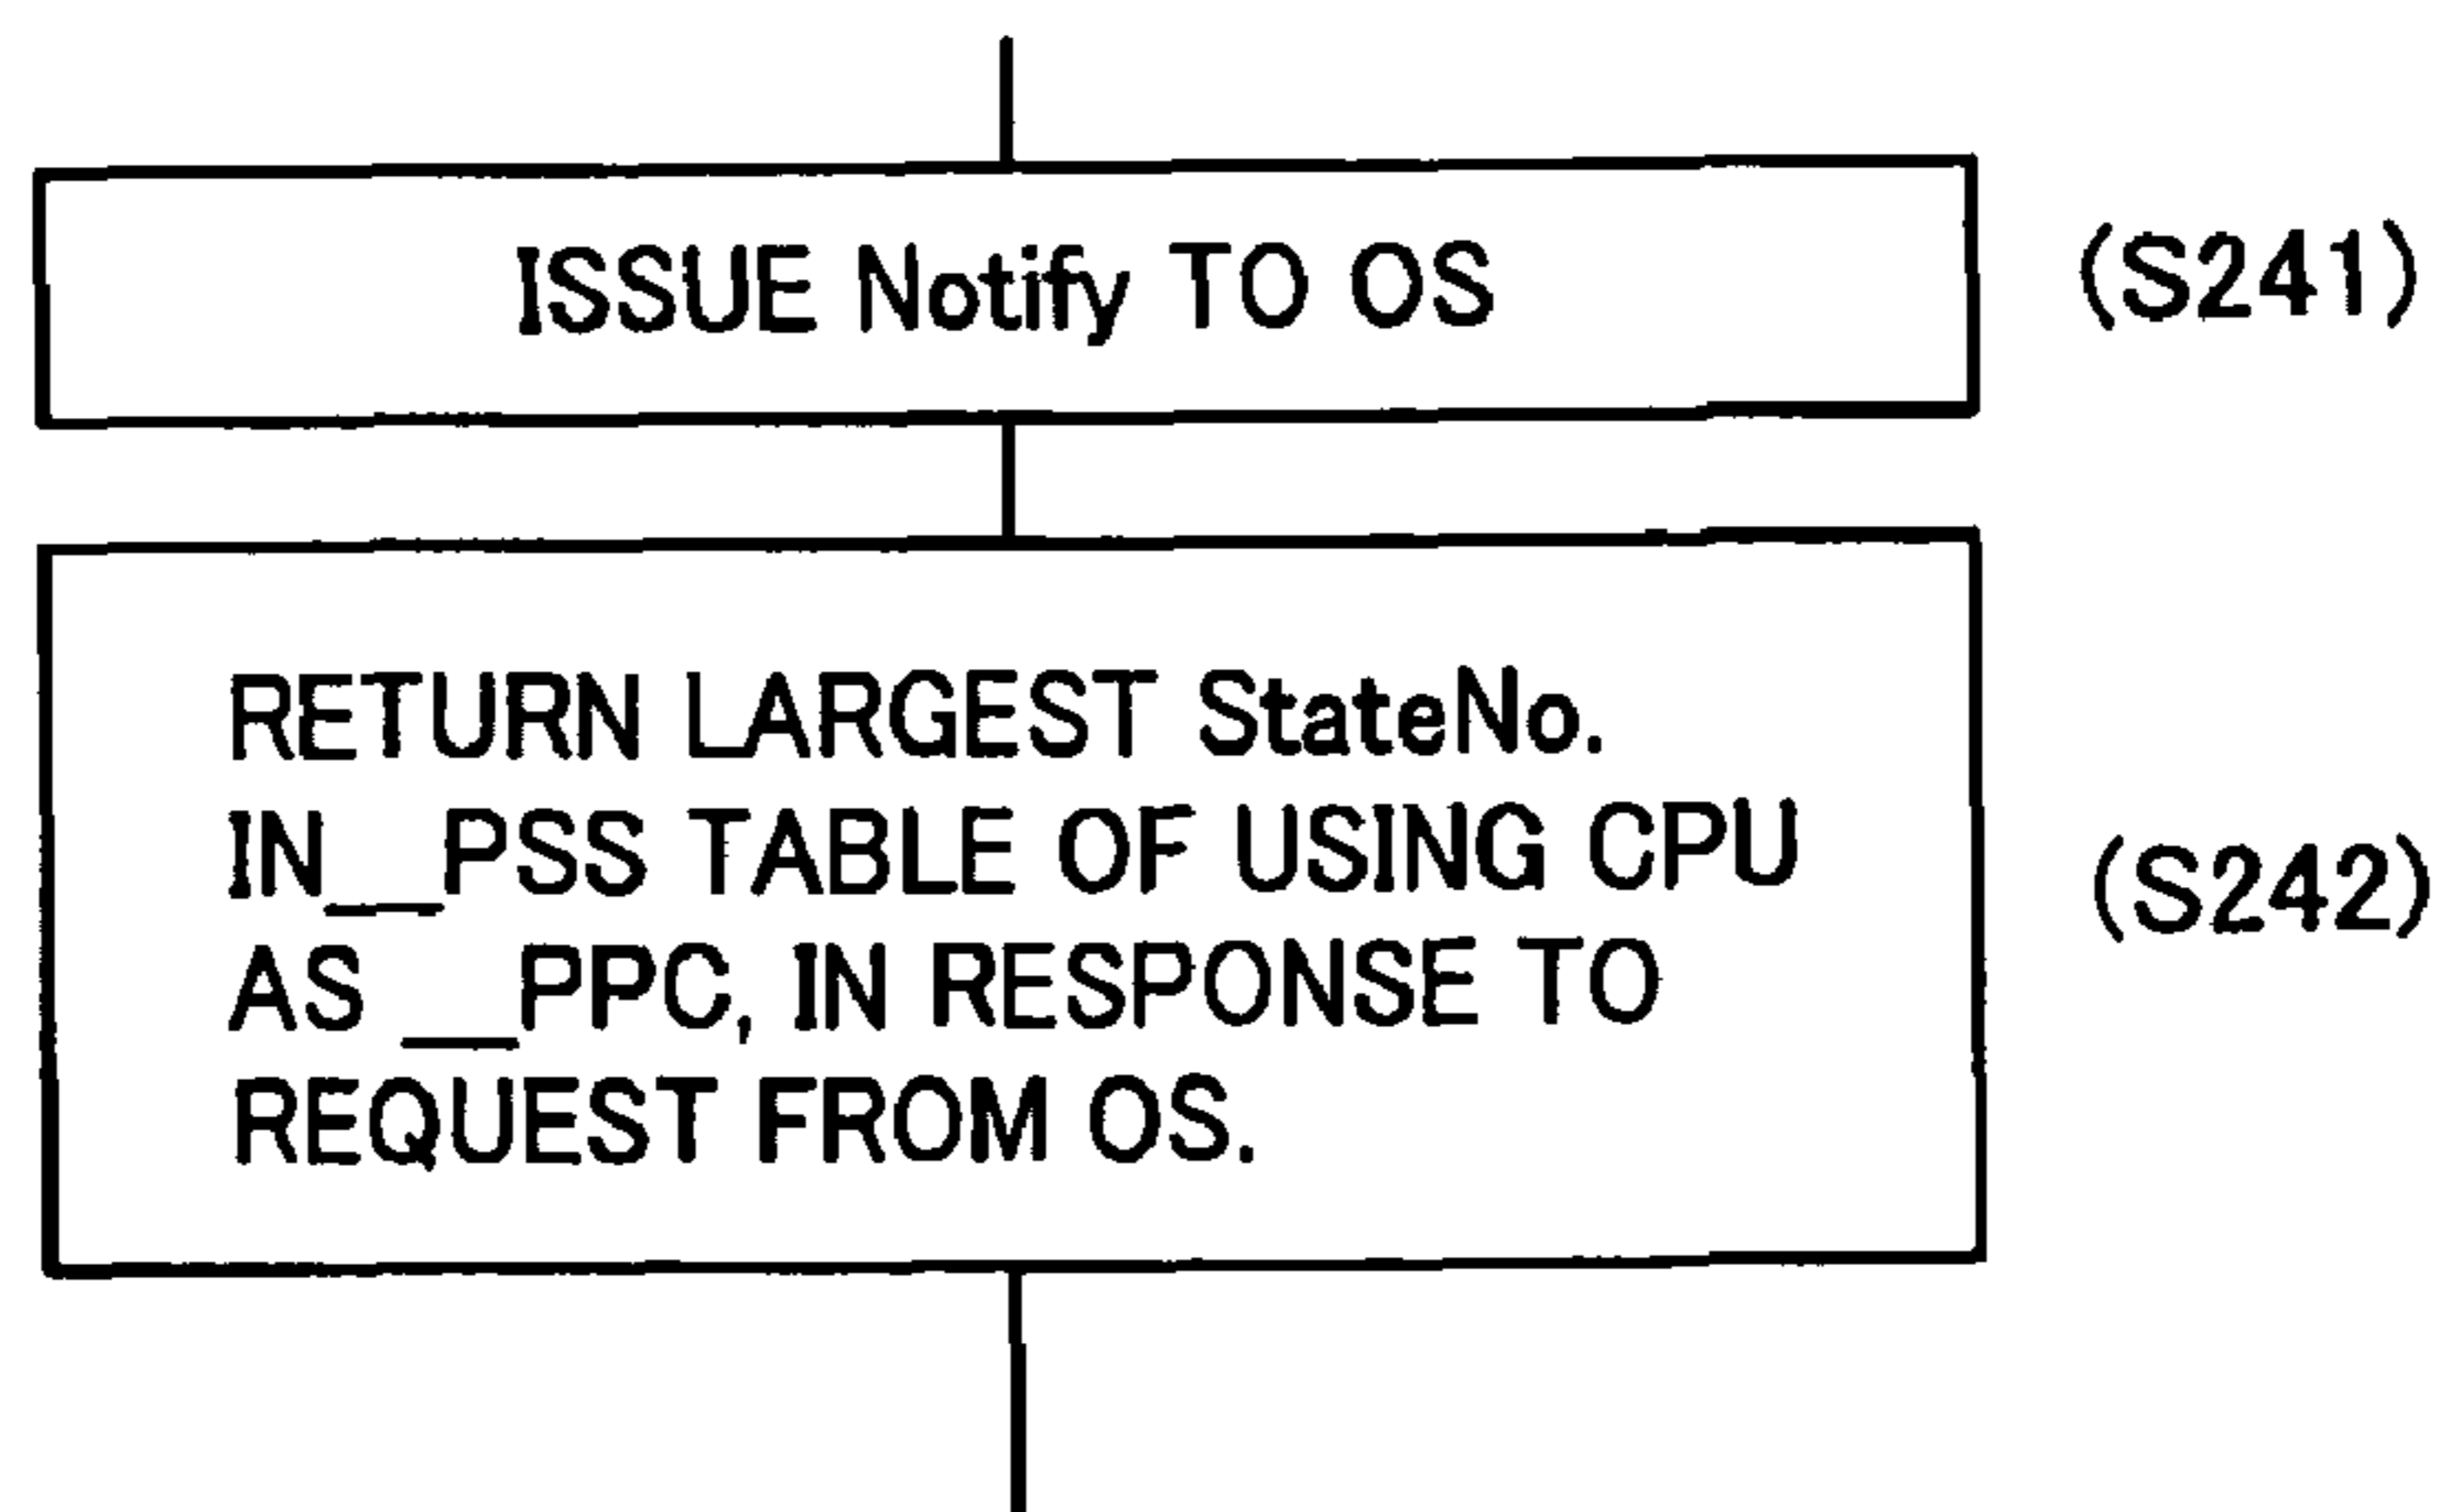 ISSUE Notify TO OS
(S241)
RETURN LARGEST StateNo.
IN__PSS TABLE OF USING CPU
AS __PPC, IN RESPONSE TO
REQUEST FROM OS.
(S242)